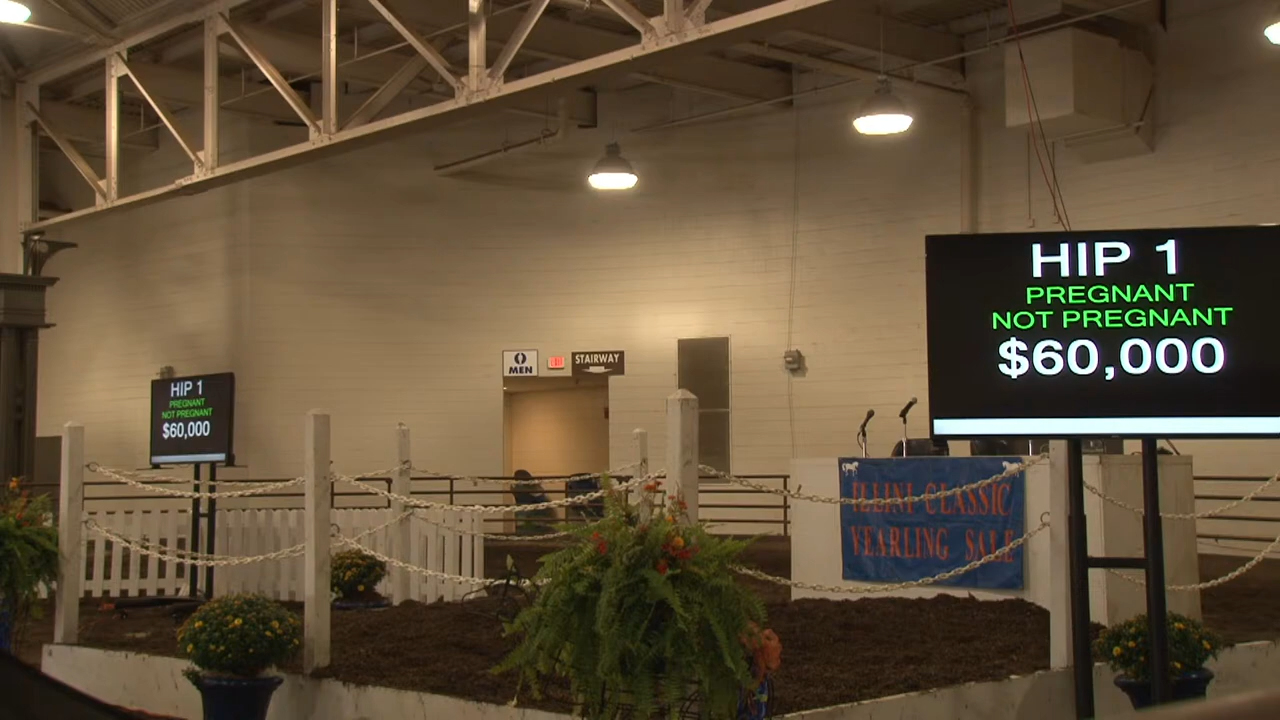 HIP 1
PREGNANT
NOT PREGNANT
$60,000
MEN
STAIRWAY
HIP 1
PREGNANT
NOT PREGNANT
$60,000
ILLINI CLASSIC
YEARLING SALE